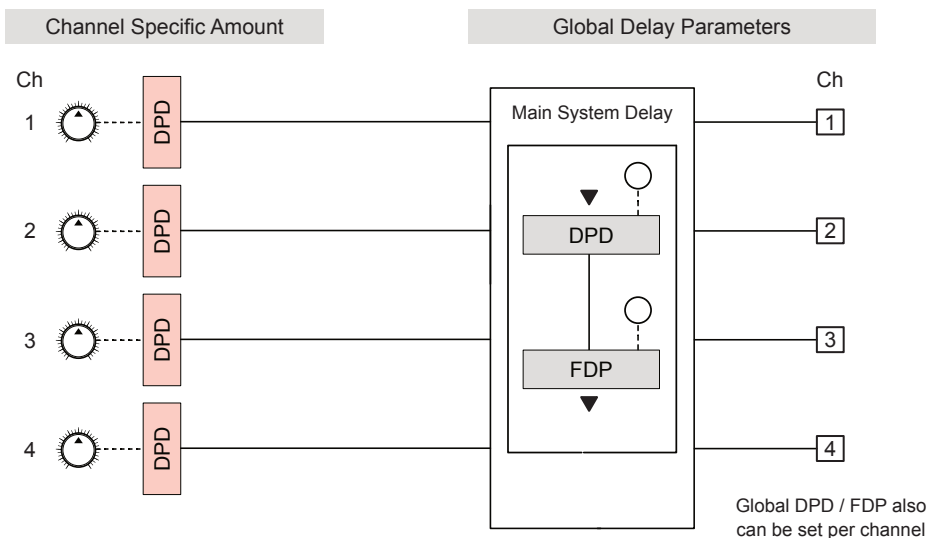 Channel Specific Amount
Global Delay Parameters
Ch
Ch
1
DPD
Main System Delay
1
2
DPD
DPD
2
3
DPD
3
FDP
4
DPD
4
Global DPD / FDP also
can be set per channel